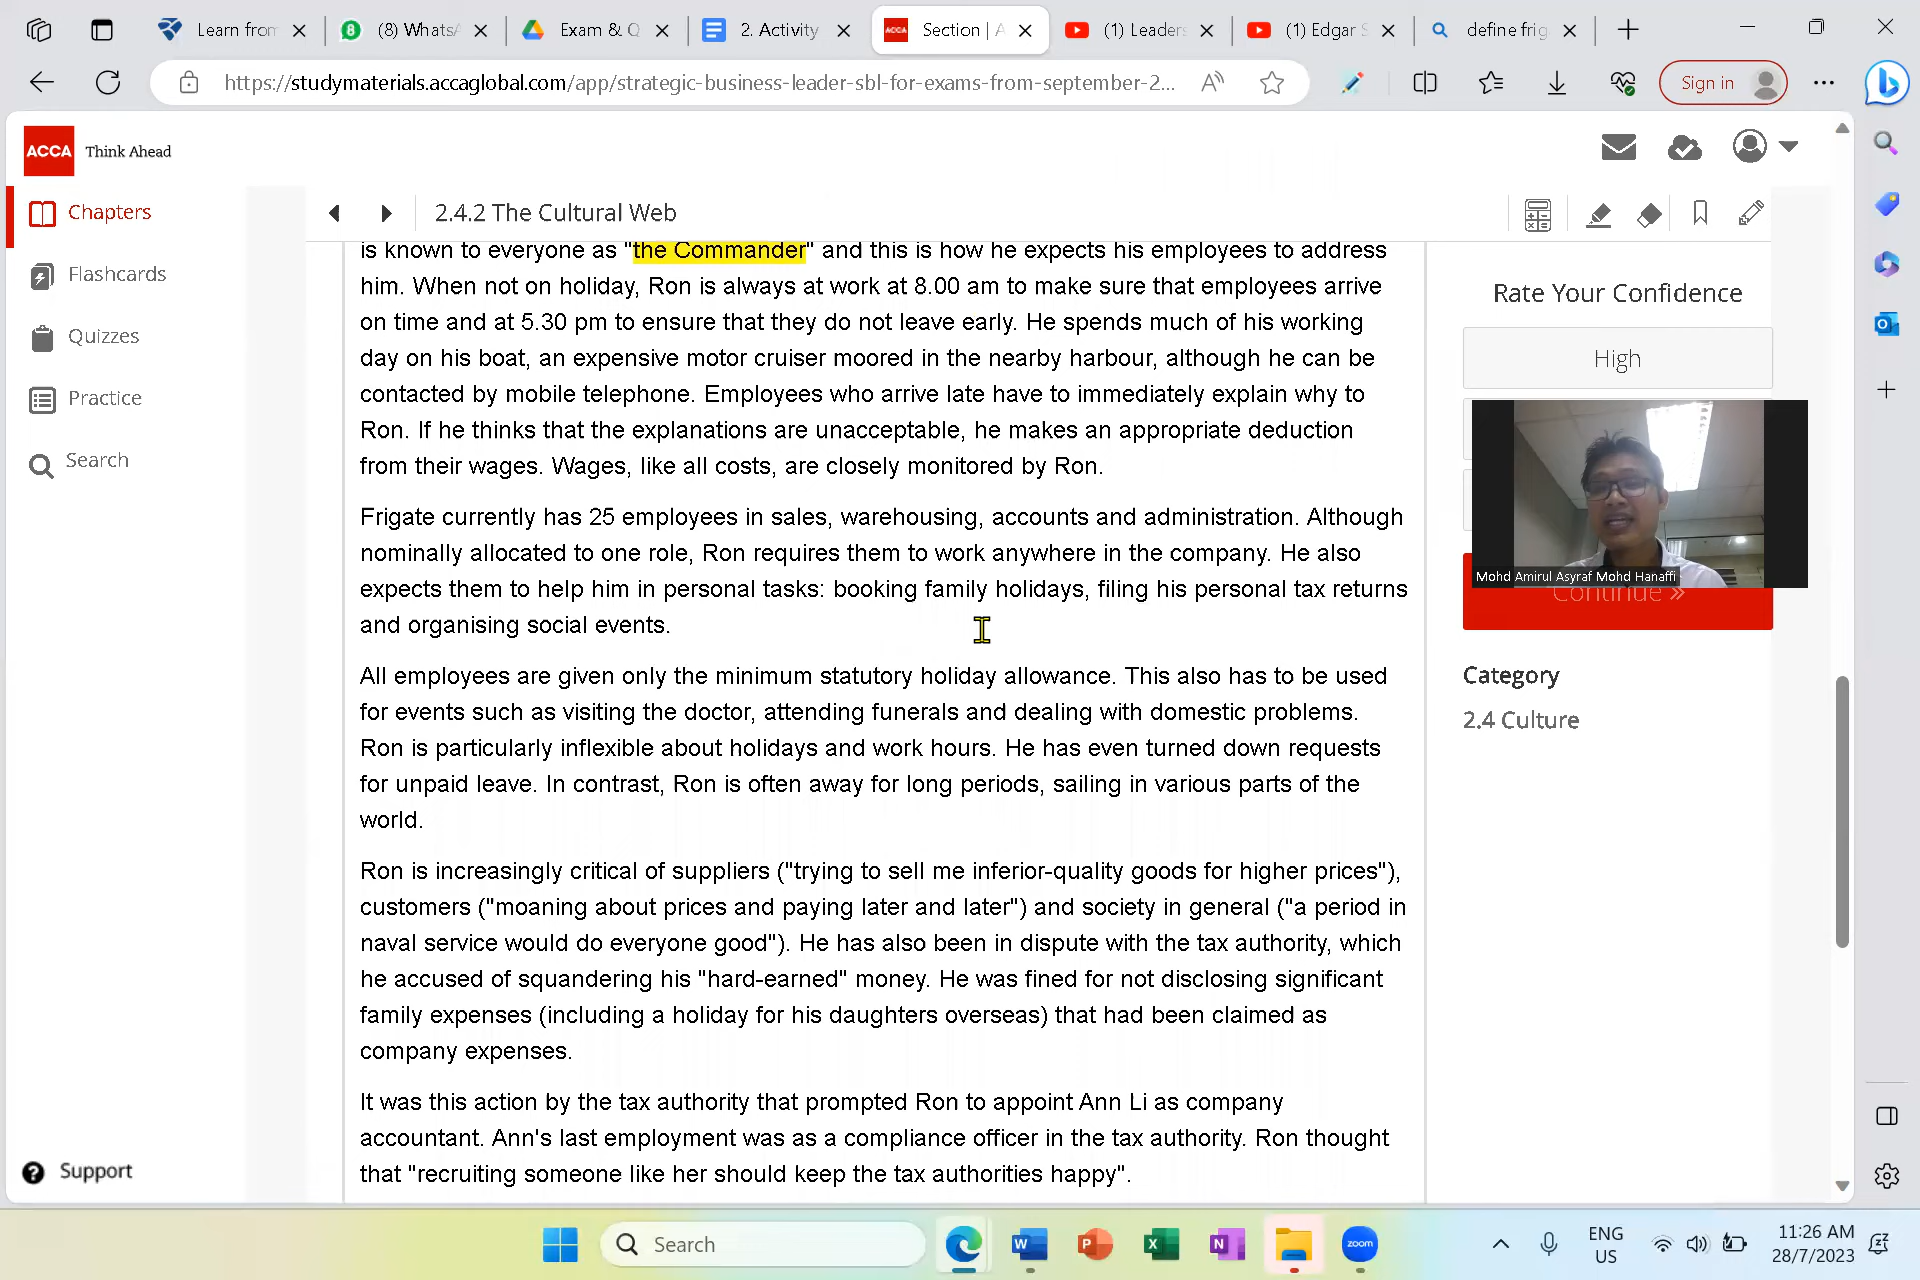 Learn from
(8) WhatsA
Exam & Q
2. Activity
Section | A
(1) Leaders
(1) Edgar S
define frig
https://studymaterials.accaglobal.com/app/strategic-business-leader-sbl-for-exams-from-september-2...
Sign in
ACCA Think Ahead
Chapters
Flashcards
Quizzes
Practice
Search
Support
2.4.2 The Cultural Web
is known to everyone as "the Commander" and this is how he expects his employees to address
him. When not on holiday, Ron is always at work at 8.00 am to make sure that employees arrive
on time and at 5.30 pm to ensure that they do not leave early. He spends much of his working
day on his boat, an expensive motor cruiser moored in the nearby harbour, although he can be
contacted by mobile telephone. Employees who arrive late have to immediately explain why to
Ron. If he thinks that the explanations are unacceptable, he makes an appropriate deduction
from their wages. Wages, like all costs, are closely monitored by Ron.
Frigate currently has 25 employees in sales, warehousing, accounts and administration. Although
nominally allocated to one role, Ron requires them to work anywhere in the company. He also
expects them to help him in personal tasks: booking family holidays, filing his personal tax returns
and organising social events.
All employees are given only the minimum statutory holiday allowance. This also has to be used
for events such as visiting the doctor, attending funerals and dealing with domestic problems.
Ron is particularly inflexible about holidays and work hours. He has even turned down requests
for unpaid leave. In contrast, Ron is often away for long periods, sailing in various parts of the
world.
Ron is increasingly critical of suppliers ("trying to sell me inferior-quality goods for higher prices"),
customers ("moaning about prices and paying later and later") and society in general ("a period in
naval service would do everyone good"). He has also been in dispute with the tax authority, which
he accused of squandering his "hard-earned" money. He was fined for not disclosing significant
family expenses (including a holiday for his daughters overseas) that had been claimed as
company expenses.
It was this action by the tax authority that prompted Ron to appoint Ann Li as company
accountant. Ann's last employment was as a compliance officer in the tax authority. Ron thought
that "recruiting someone like her should keep the tax authorities happy".
Rate Your Confidence
High
Mohd Amirul Asyraf Mohd Hanaffi
Continue »
Category
2.4 Culture
Search
zoom
ENG
US
11:26 AM
28/7/2023